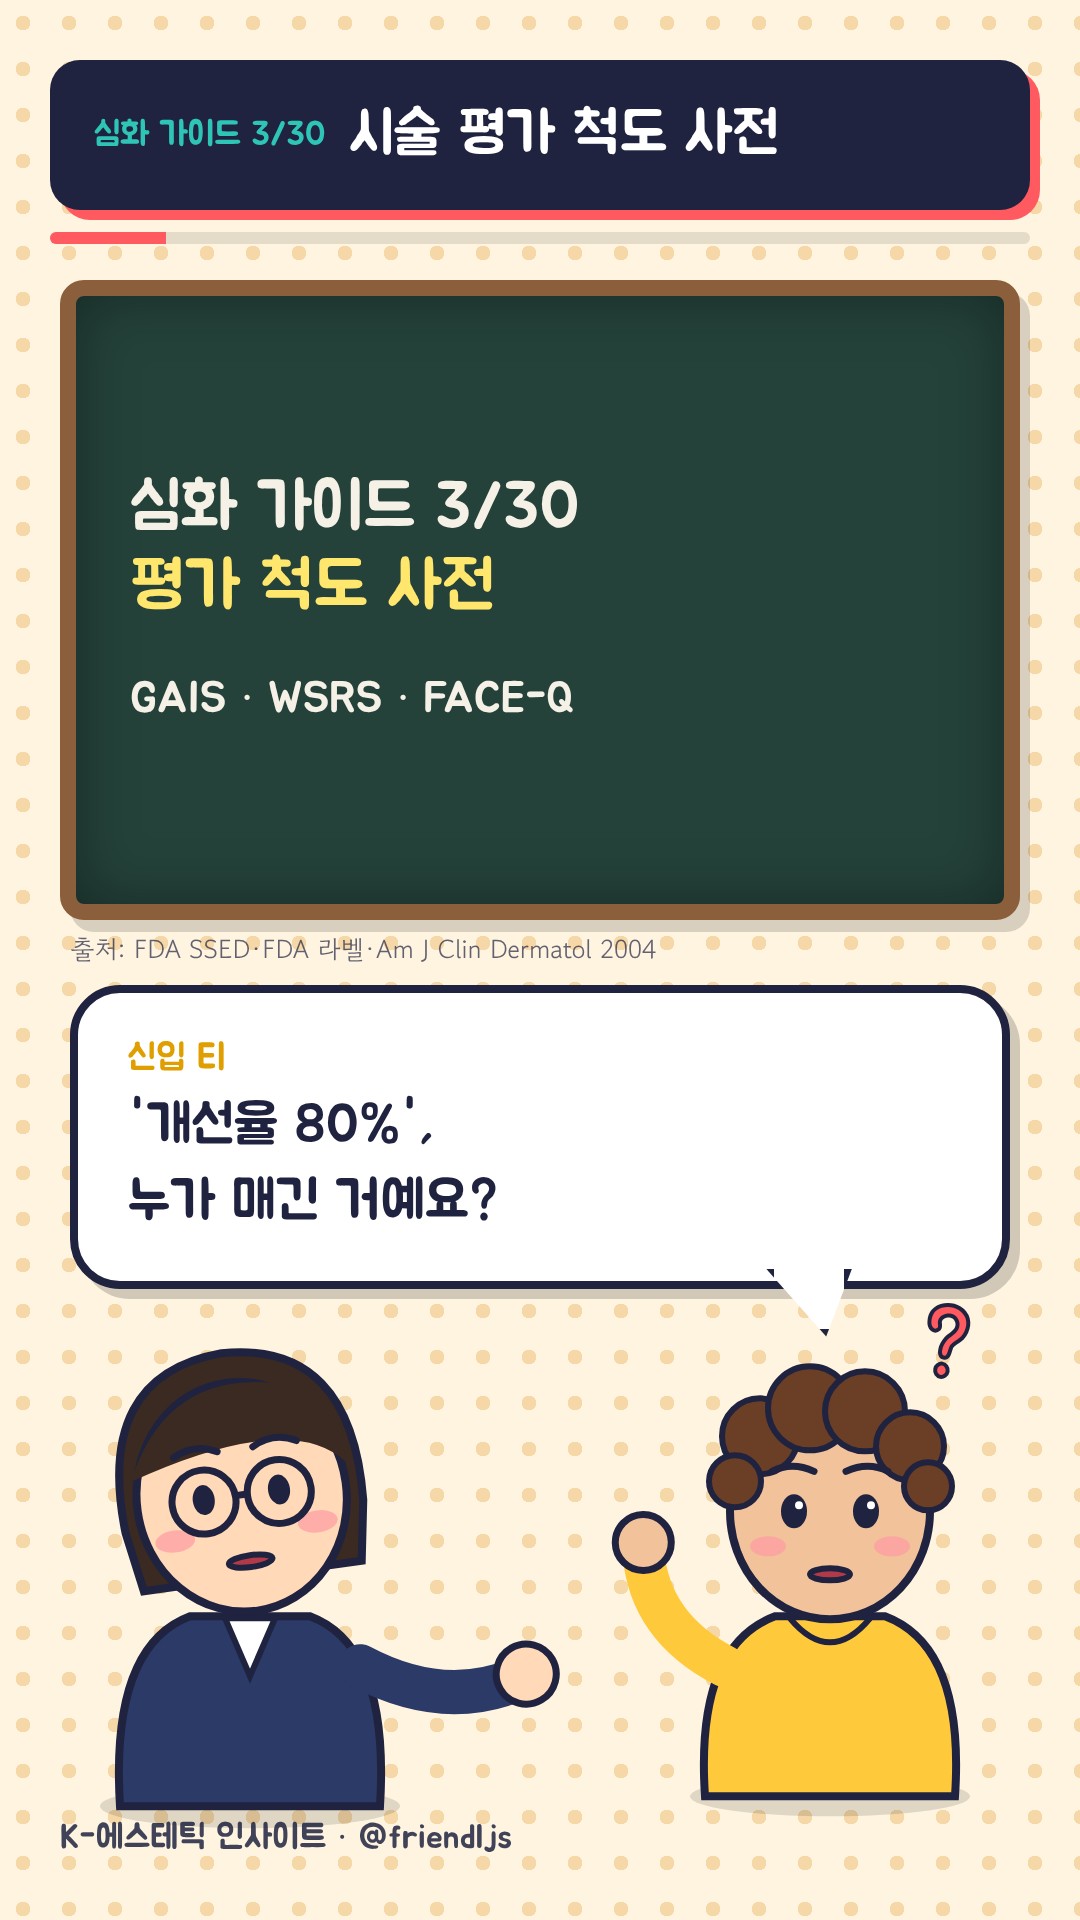 심화 가이드 3/30 시술 평가 척도 사전
심화 가이드 3/30
평가 척도 사전
GAIS · WSRS · FACE-Q
출처: FDA SSED·FDA 라벨·Am J Clin Dermatol 2004
신입 티
'개선율 80%',
누가 매긴 거예요?
?
K-에스테틱 인사이트 · @friendljs